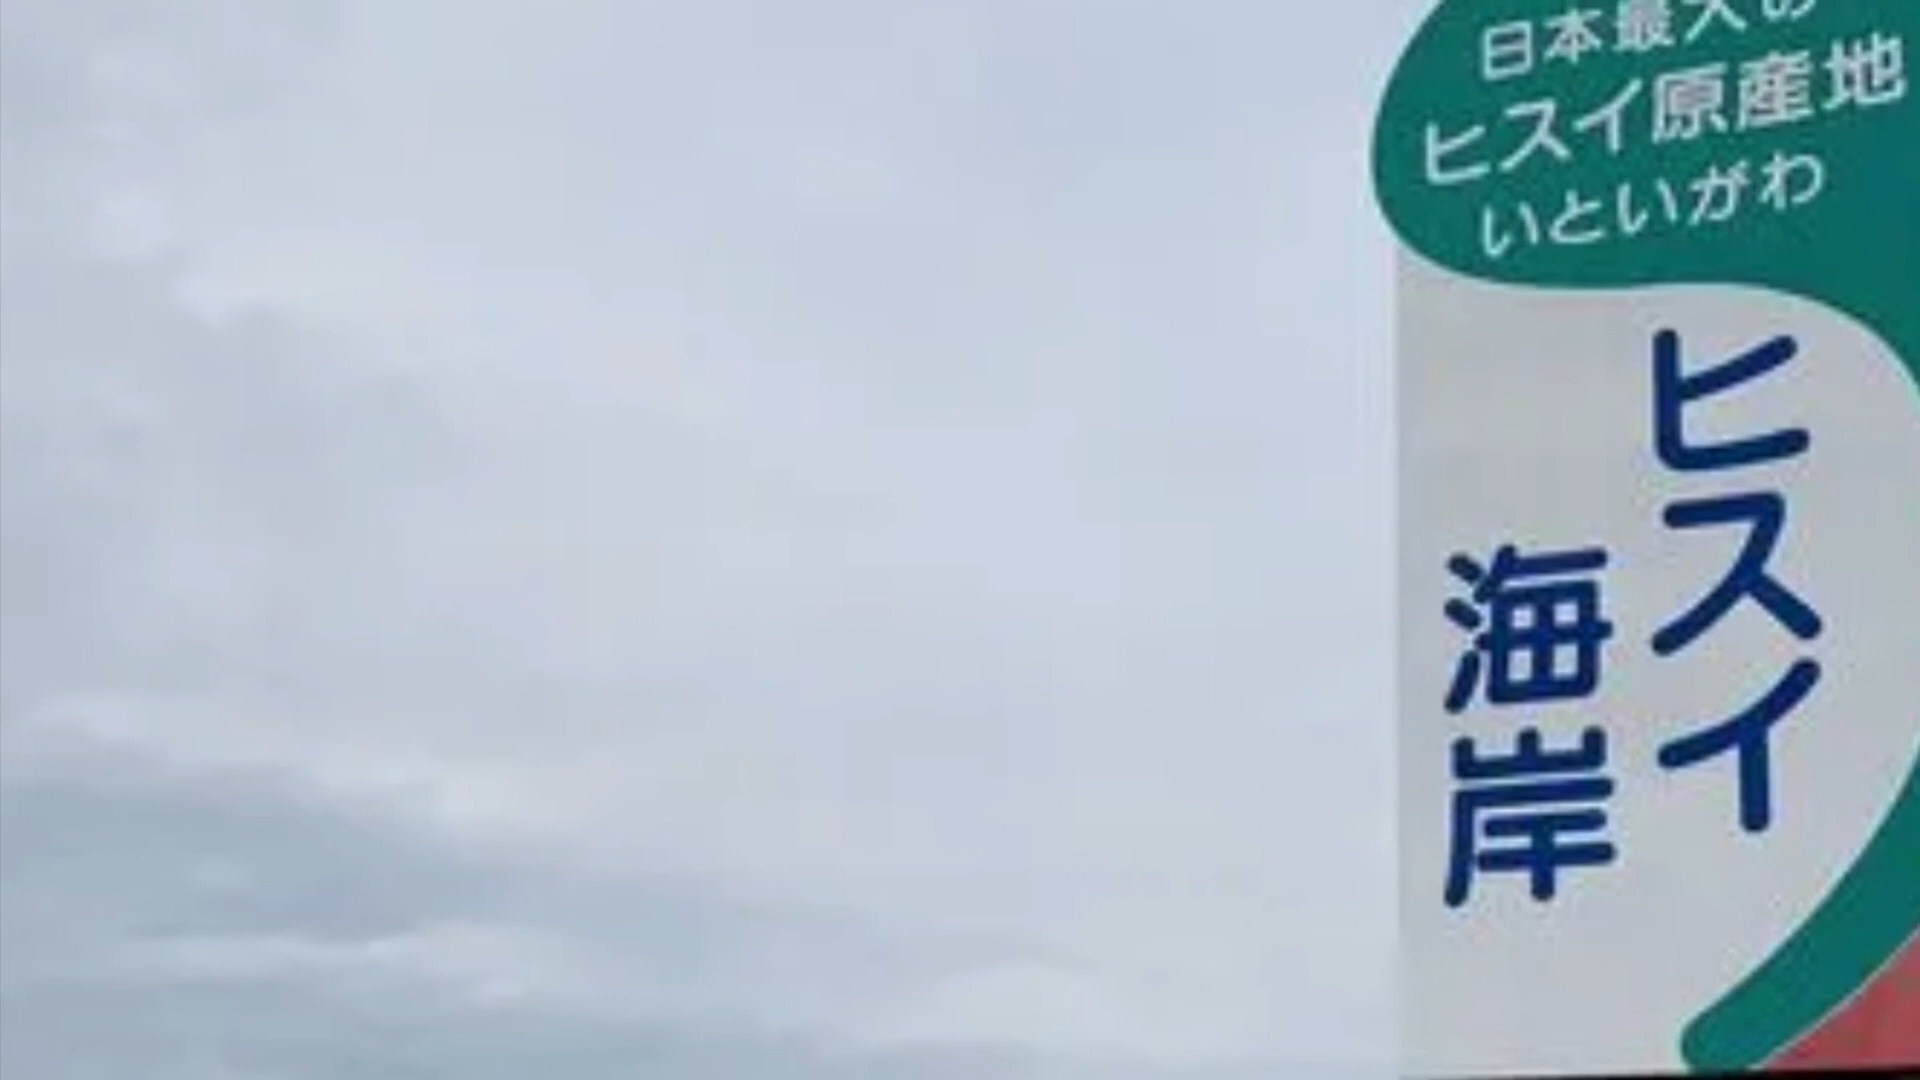 日本最大の
ヒスイ原産地
いといがわ
ヒスイ
海岸